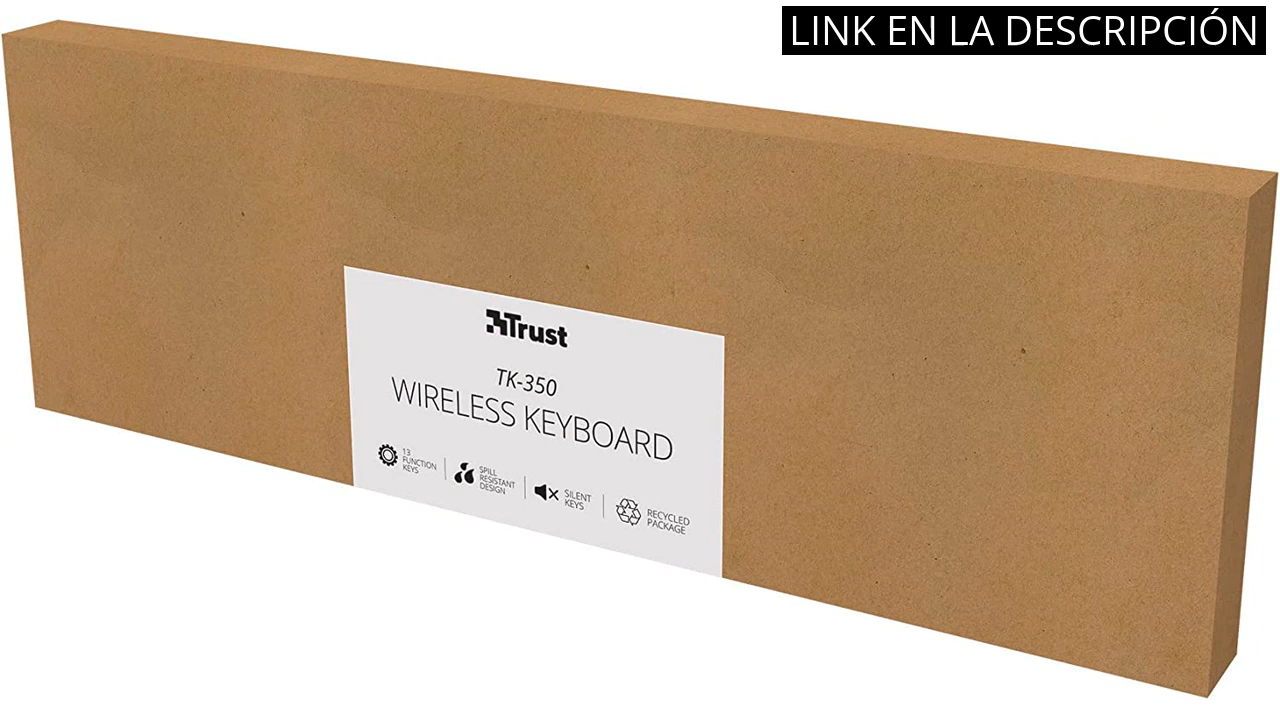 LINK EN LA DESCRIPCIÓN
Trust
TK-350
WIRELESS KEYBOARD
13
FUNCTION
KEYS
SPILL
RESISTANT
DESIGN
SILENT
KEYS
RECYCLED
PACKAGE